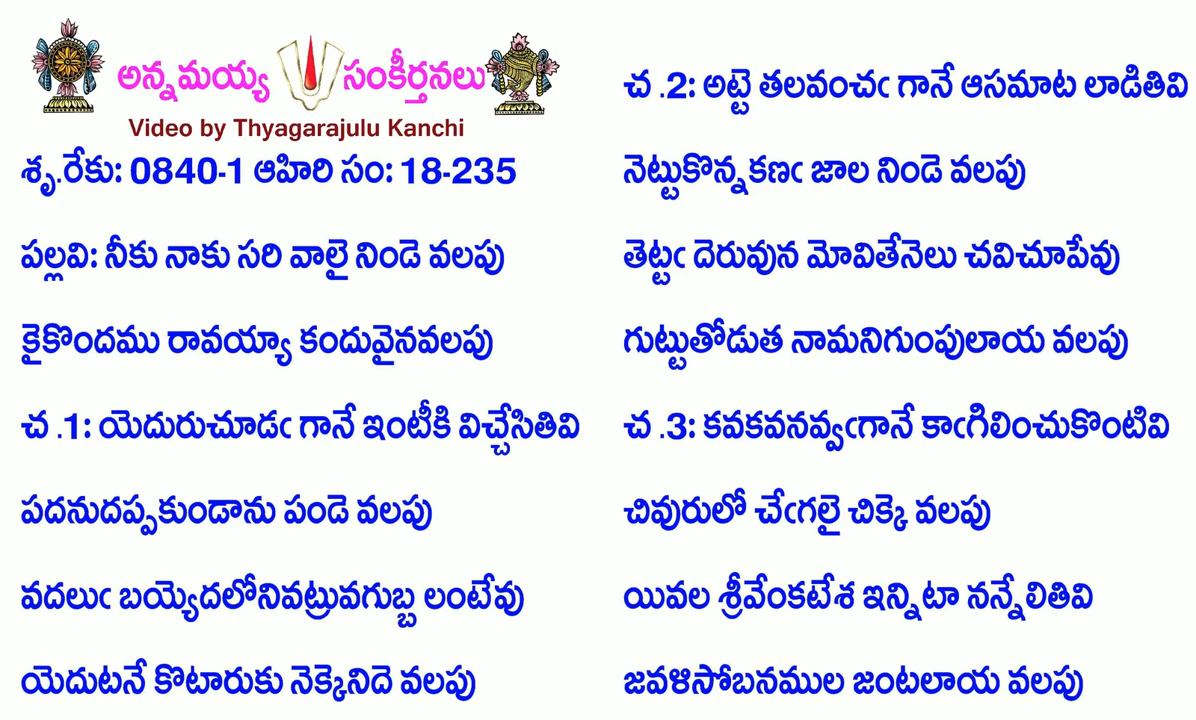 అన్నమయ్య సంకీర్తనలు
Video by Thyagarajulu Kanchi
శృ.రేకు: 0840-1 ఆహిరి సం: 18-235
పల్లవి: నీకు నాకు సరి వాలై నిండె వలపు
కైకొందము రావయ్యా కందువైనవలపు
చ .1: యెదురుచూడఁ గానే ఇంటీకి విచ్చేసితివి
పదనుదప్పకుండాను పండె వలపు
వదలుఁ బయ్యెదలోనివట్రువగుబ్బ లంటేవు
యెదుటనే కొటారుకు నెక్కెనిదె వలపు
చ .2: అట్టె తలవంచఁ గానే ఆసమాట లాడితివి
నెట్టుకొన్నకణఁ జాల నిండె వలపు
తెట్టఁ దెరువున మోవితేనెలు చవిచూపేవు
గుట్టుతోడుత నామనిగుంపులాయ వలపు
చ .3: కవకవనవ్వఁగానే కాఁగిలించుకొంటివి
చివురులో చేఁగలై చిక్కె వలపు
యివల శ్రీవేంకటేశ ఇన్నిటా నన్నేలితివి
జవళిసోబనముల జంటలాయ వలపు